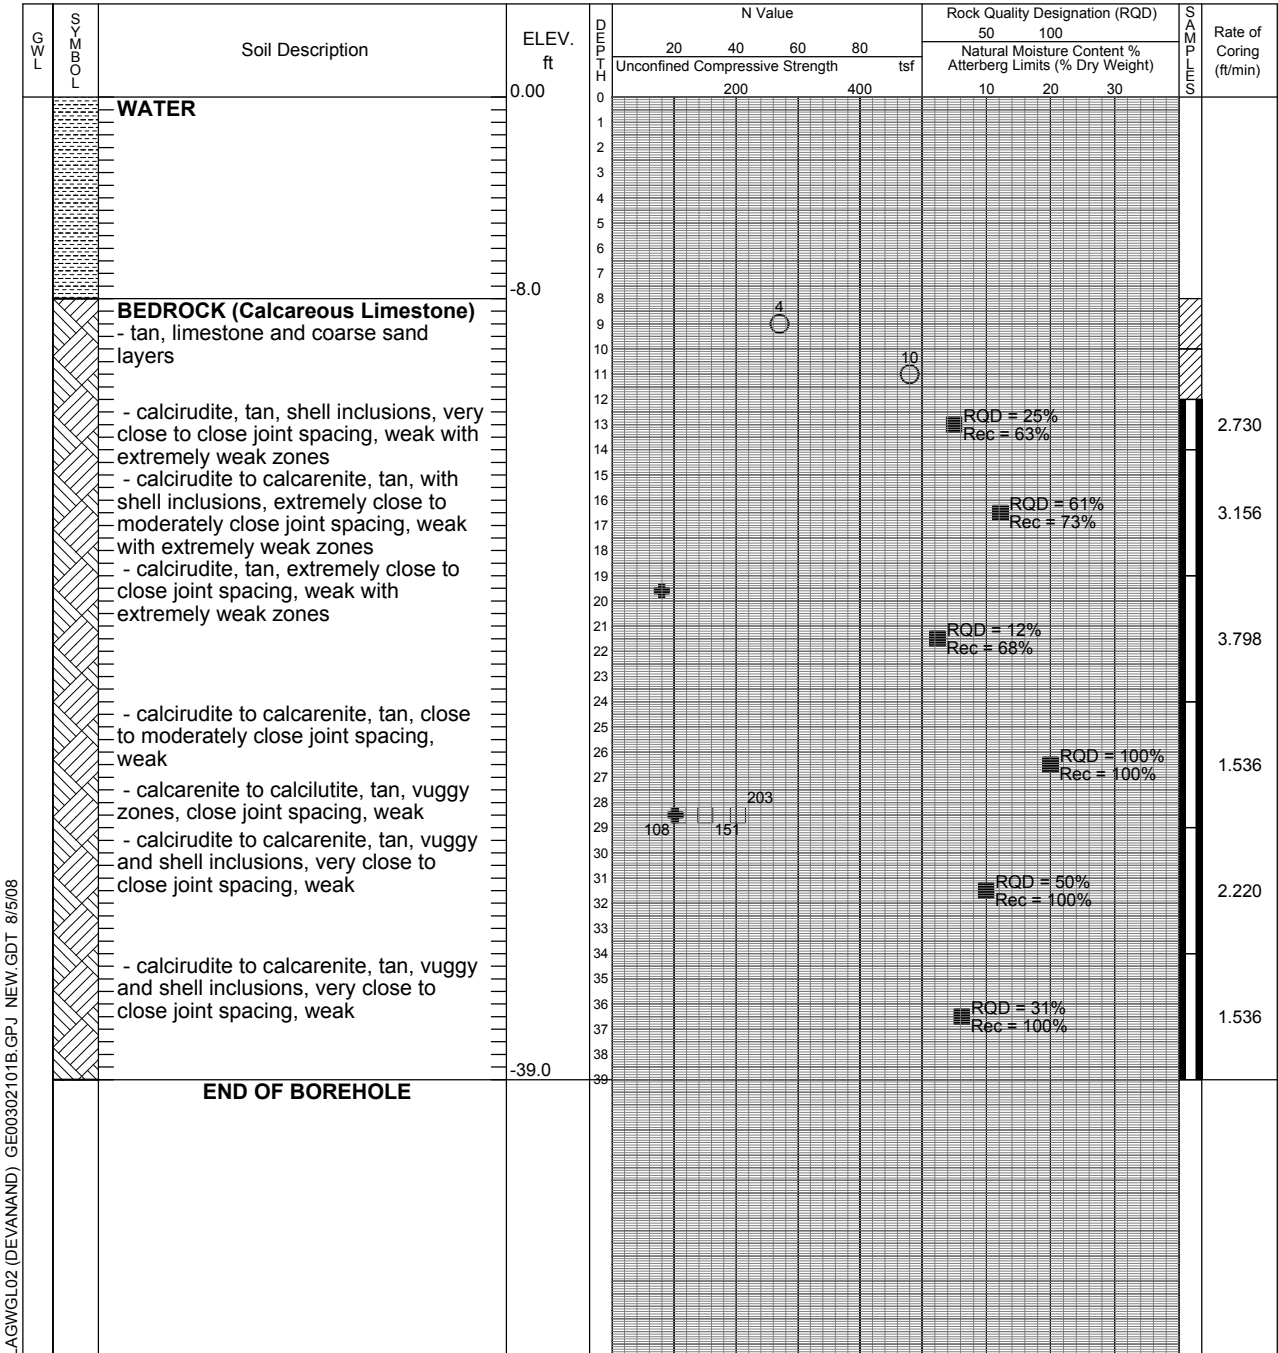 GWL
SYMBOL
Soil Description
ELEV.
ft
0.00
DEPTH
N Value
20 40 60 80
Unconfined Compressive Strength tsf
200 400
Rock Quality Designation (RQD)
50 100
Natural Moisture Content %
Atterberg Limits (% Dry Weight)
10 20 30
SAMPLES
Rate of
Coring
(ft/min)
WATER
-8.0
BEDROCK (Calcareous Limestone)
- tan, limestone and coarse sand
layers
- calcirudite, tan, shell inclusions, very
close to close joint spacing, weak with
extremely weak zones
- calcirudite to calcarenite, tan, with
shell inclusions, extremely close to
moderately close joint spacing, weak
with extremely weak zones
- calcirudite, tan, extremely close to
close joint spacing, weak with
extremely weak zones
- calcirudite to calcarenite, tan, close
to moderately close joint spacing,
weak
- calcarenite to calcilutite, tan, vuggy
zones, close joint spacing, weak
- calcirudite to calcarenite, tan, vuggy
and shell inclusions, very close to
close joint spacing, weak
- calcirudite to calcarenite, tan, vuggy
and shell inclusions, very close to
close joint spacing, weak
-39.0
END OF BOREHOLE
0
1
2
3
4
5
6
7
8
9
10
11
12
13
14
15
16
17
18
19
20
21
22
23
24
25
26
27
28
29
30
31
32
33
34
35
36
37
38
39
4
10
RQD = 25%
Rec = 63%
2.730
RQD = 61%
Rec = 73%
3.156
RQD = 12%
Rec = 68%
3.798
RQD = 100%
Rec = 100%
1.536
203
108 151
RQD = 50%
Rec = 100%
2.220
RQD = 31%
Rec = 100%
1.536
AGWGL02 (DEVANAND) GE00302101B.GPJ NEW.GDT 8/5/08